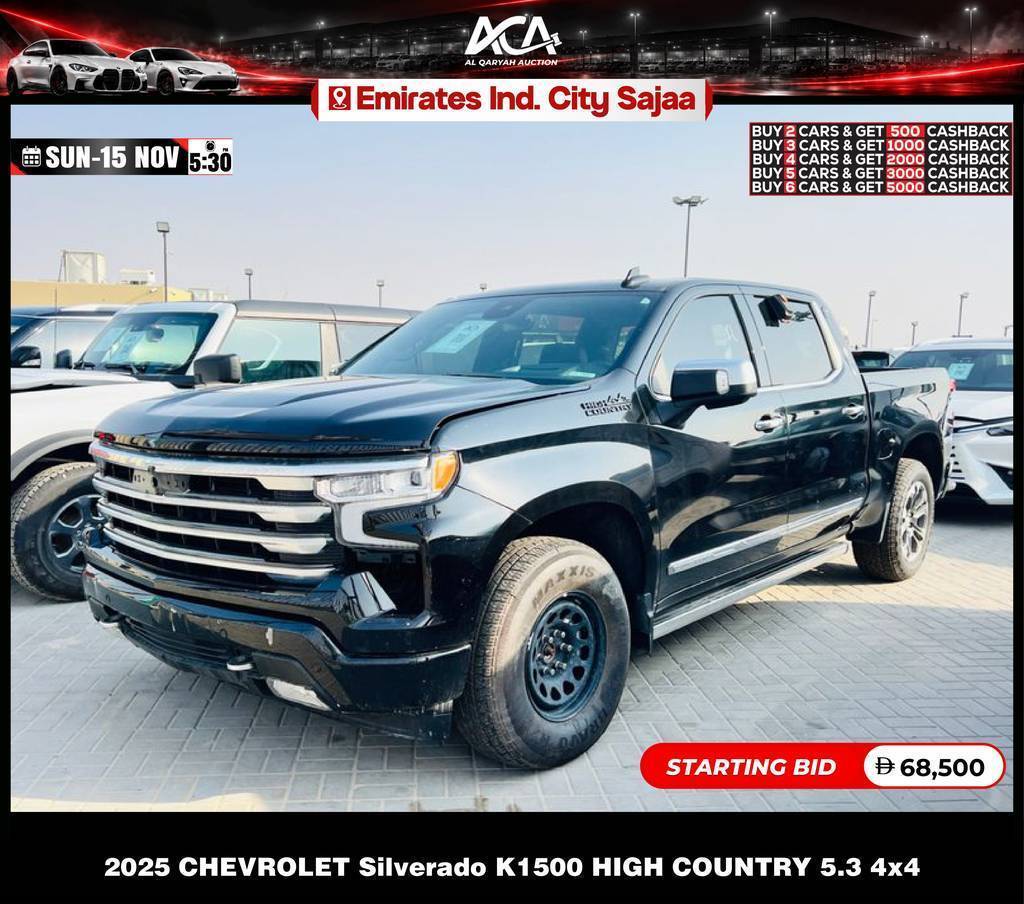 ACA
AL QARYAH AUCTION
Emirates Ind. City Sajaa
SUN-15 NOV 5:30 PM
BUY 2 CARS & GET 500 CASHBACK
BUY 3 CARS & GET 1000 CASHBACK
BUY 4 CARS & GET 2000 CASHBACK
BUY 5 CARS & GET 3000 CASHBACK
BUY 6 CARS & GET 5000 CASHBACK
HIGH
COUNTRY
MAXXIS
STARTING BID 68,500
2025 CHEVROLET Silverado K1500 HIGH COUNTRY 5.3 4x4